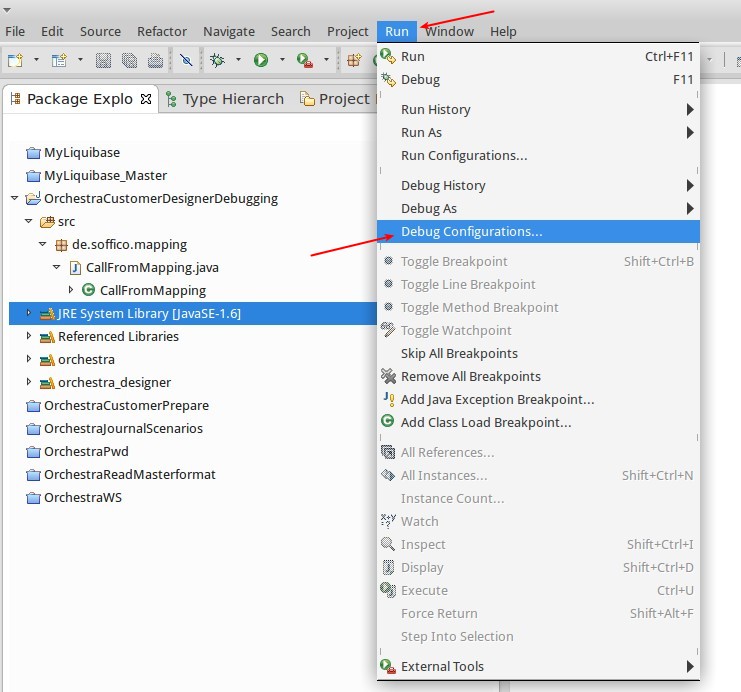 File Edit Source Refactor Navigate Search Project Run Window Help
Package Explo Type Hierarch Project
MyLiquibase
MyLiquibase_Master
OrchestraCustomerDesignerDebugging
src
de.soffico.mapping
CallFromMapping.java
CallFromMapping
JRE System Library [JavaSE-1.6]
Referenced Libraries
orchestra
orchestra_designer
OrchestraCustomerPrepare
OrchestraJournalScenarios
OrchestraPwd
OrchestraReadMasterformat
OrchestraWS
Run Ctrl+F11
Debug F11
Run History
Run As
Run Configurations...
Debug History
Debug As
Debug Configurations...
Toggle Breakpoint Shift+Ctrl+B
Toggle Line Breakpoint
Toggle Method Breakpoint
Toggle Watchpoint
Skip All Breakpoints
Remove All Breakpoints
Add Java Exception Breakpoint...
Add Class Load Breakpoint...
All References...
All Instances... Shift+Ctrl+N
Instance Count...
Watch
Inspect Shift+Ctrl+I
Display Shift+Ctrl+D
Execute Ctrl+U
Force Return Shift+Alt+F
Step Into Selection
External Tools